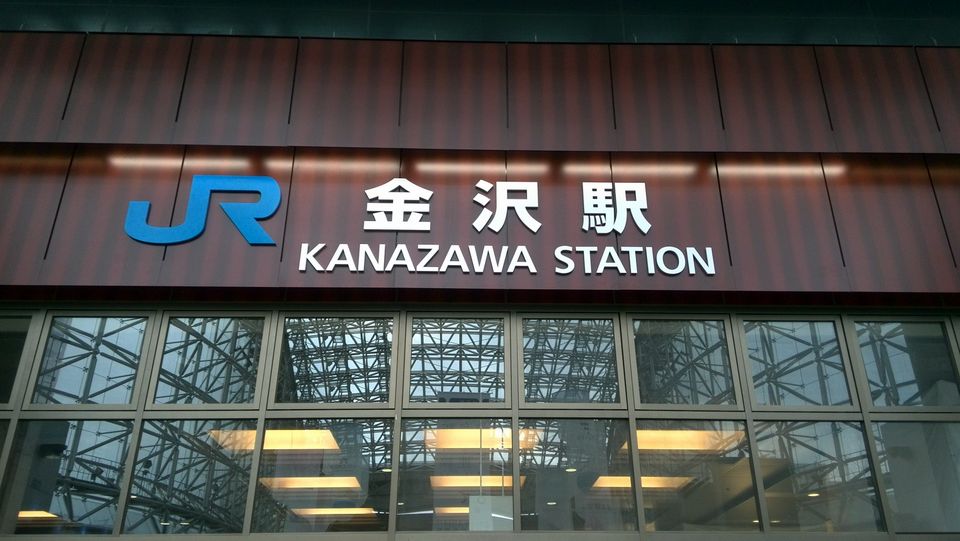 JR 金沢駅
KANAZAWA STATION